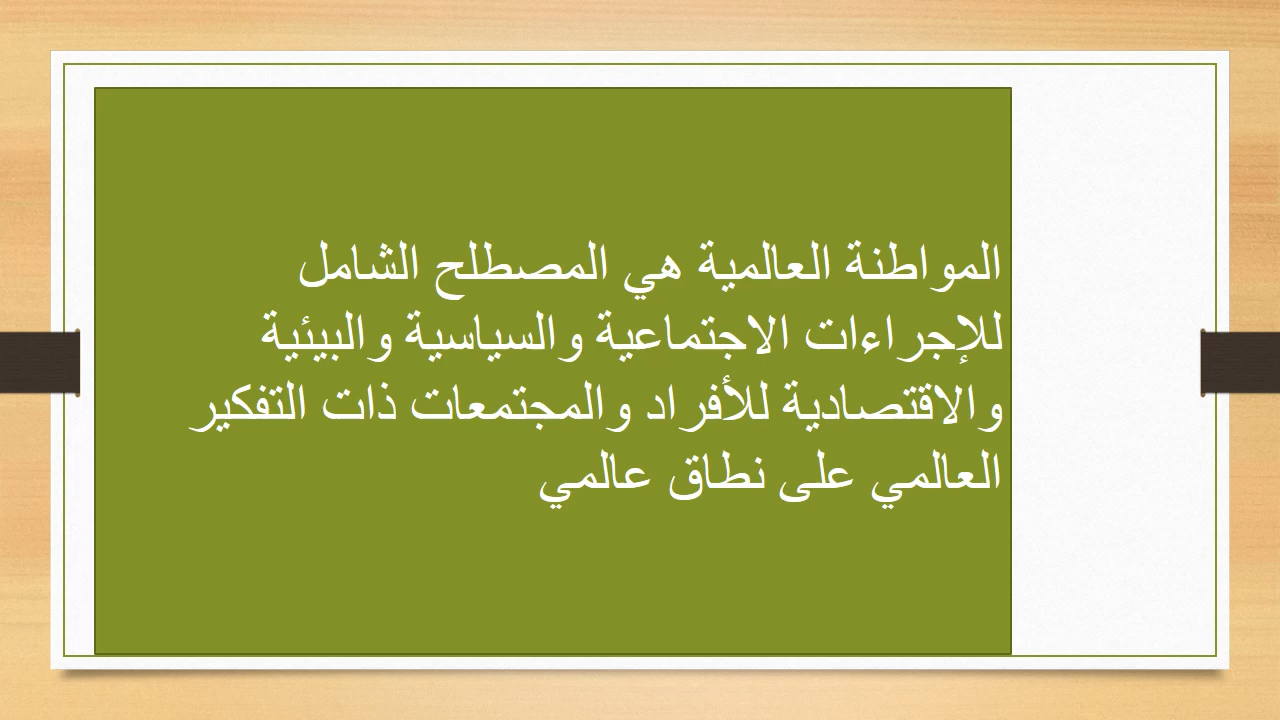 المواطنة العالمية هي المصطلح الشامل
للإجراءات الاجتماعية والسياسية والبيئية
والاقتصادية للأفراد والمجتمعات ذات التفكير
العالمي على نطاق عالمي